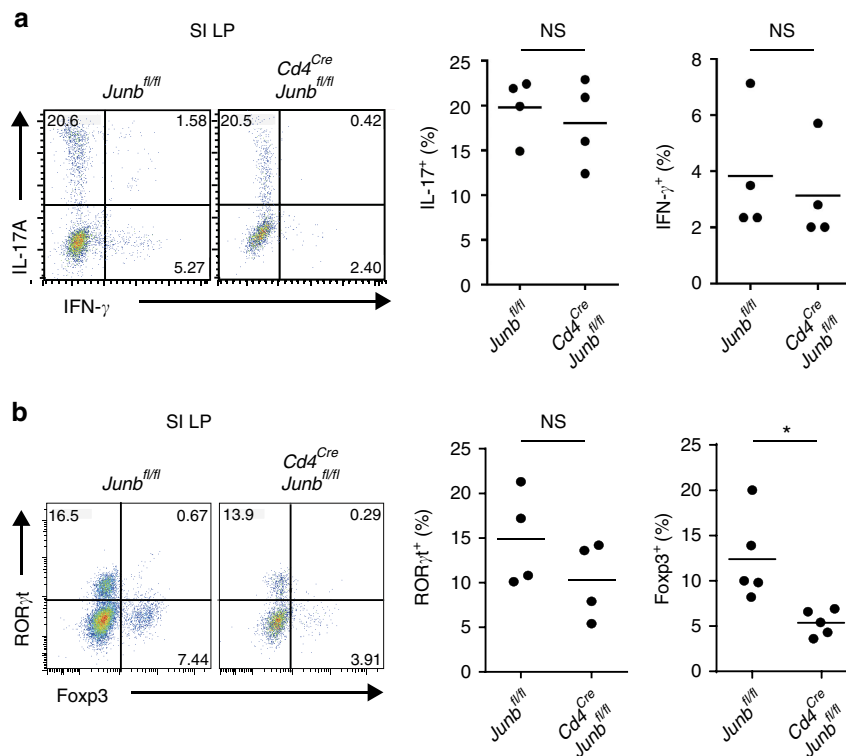 a
SI LP
Junb^fl/fl
Cd4^Cre
Junb^fl/fl
20.6
1.58
5.27
20.5
0.42
2.40
IL-17A
IFN-γ
NS
IL-17⁺ (%)
25
20
15
10
5
0
Junb^fl/fl
Cd4^Cre
Junb^fl/fl
NS
IFN-γ⁺ (%)
8
6
4
2
0
Junb^fl/fl
Cd4^Cre
Junb^fl/fl
b
SI LP
Junb^fl/fl
Cd4^Cre
Junb^fl/fl
16.5
0.67
7.44
13.9
0.29
3.91
RORγt
Foxp3
NS
RORγt⁺ (%)
25
20
15
10
5
0
Junb^fl/fl
Cd4^Cre
Junb^fl/fl
*
Foxp3⁺ (%)
25
20
15
10
5
0
Junb^fl/fl
Cd4^Cre
Junb^fl/fl